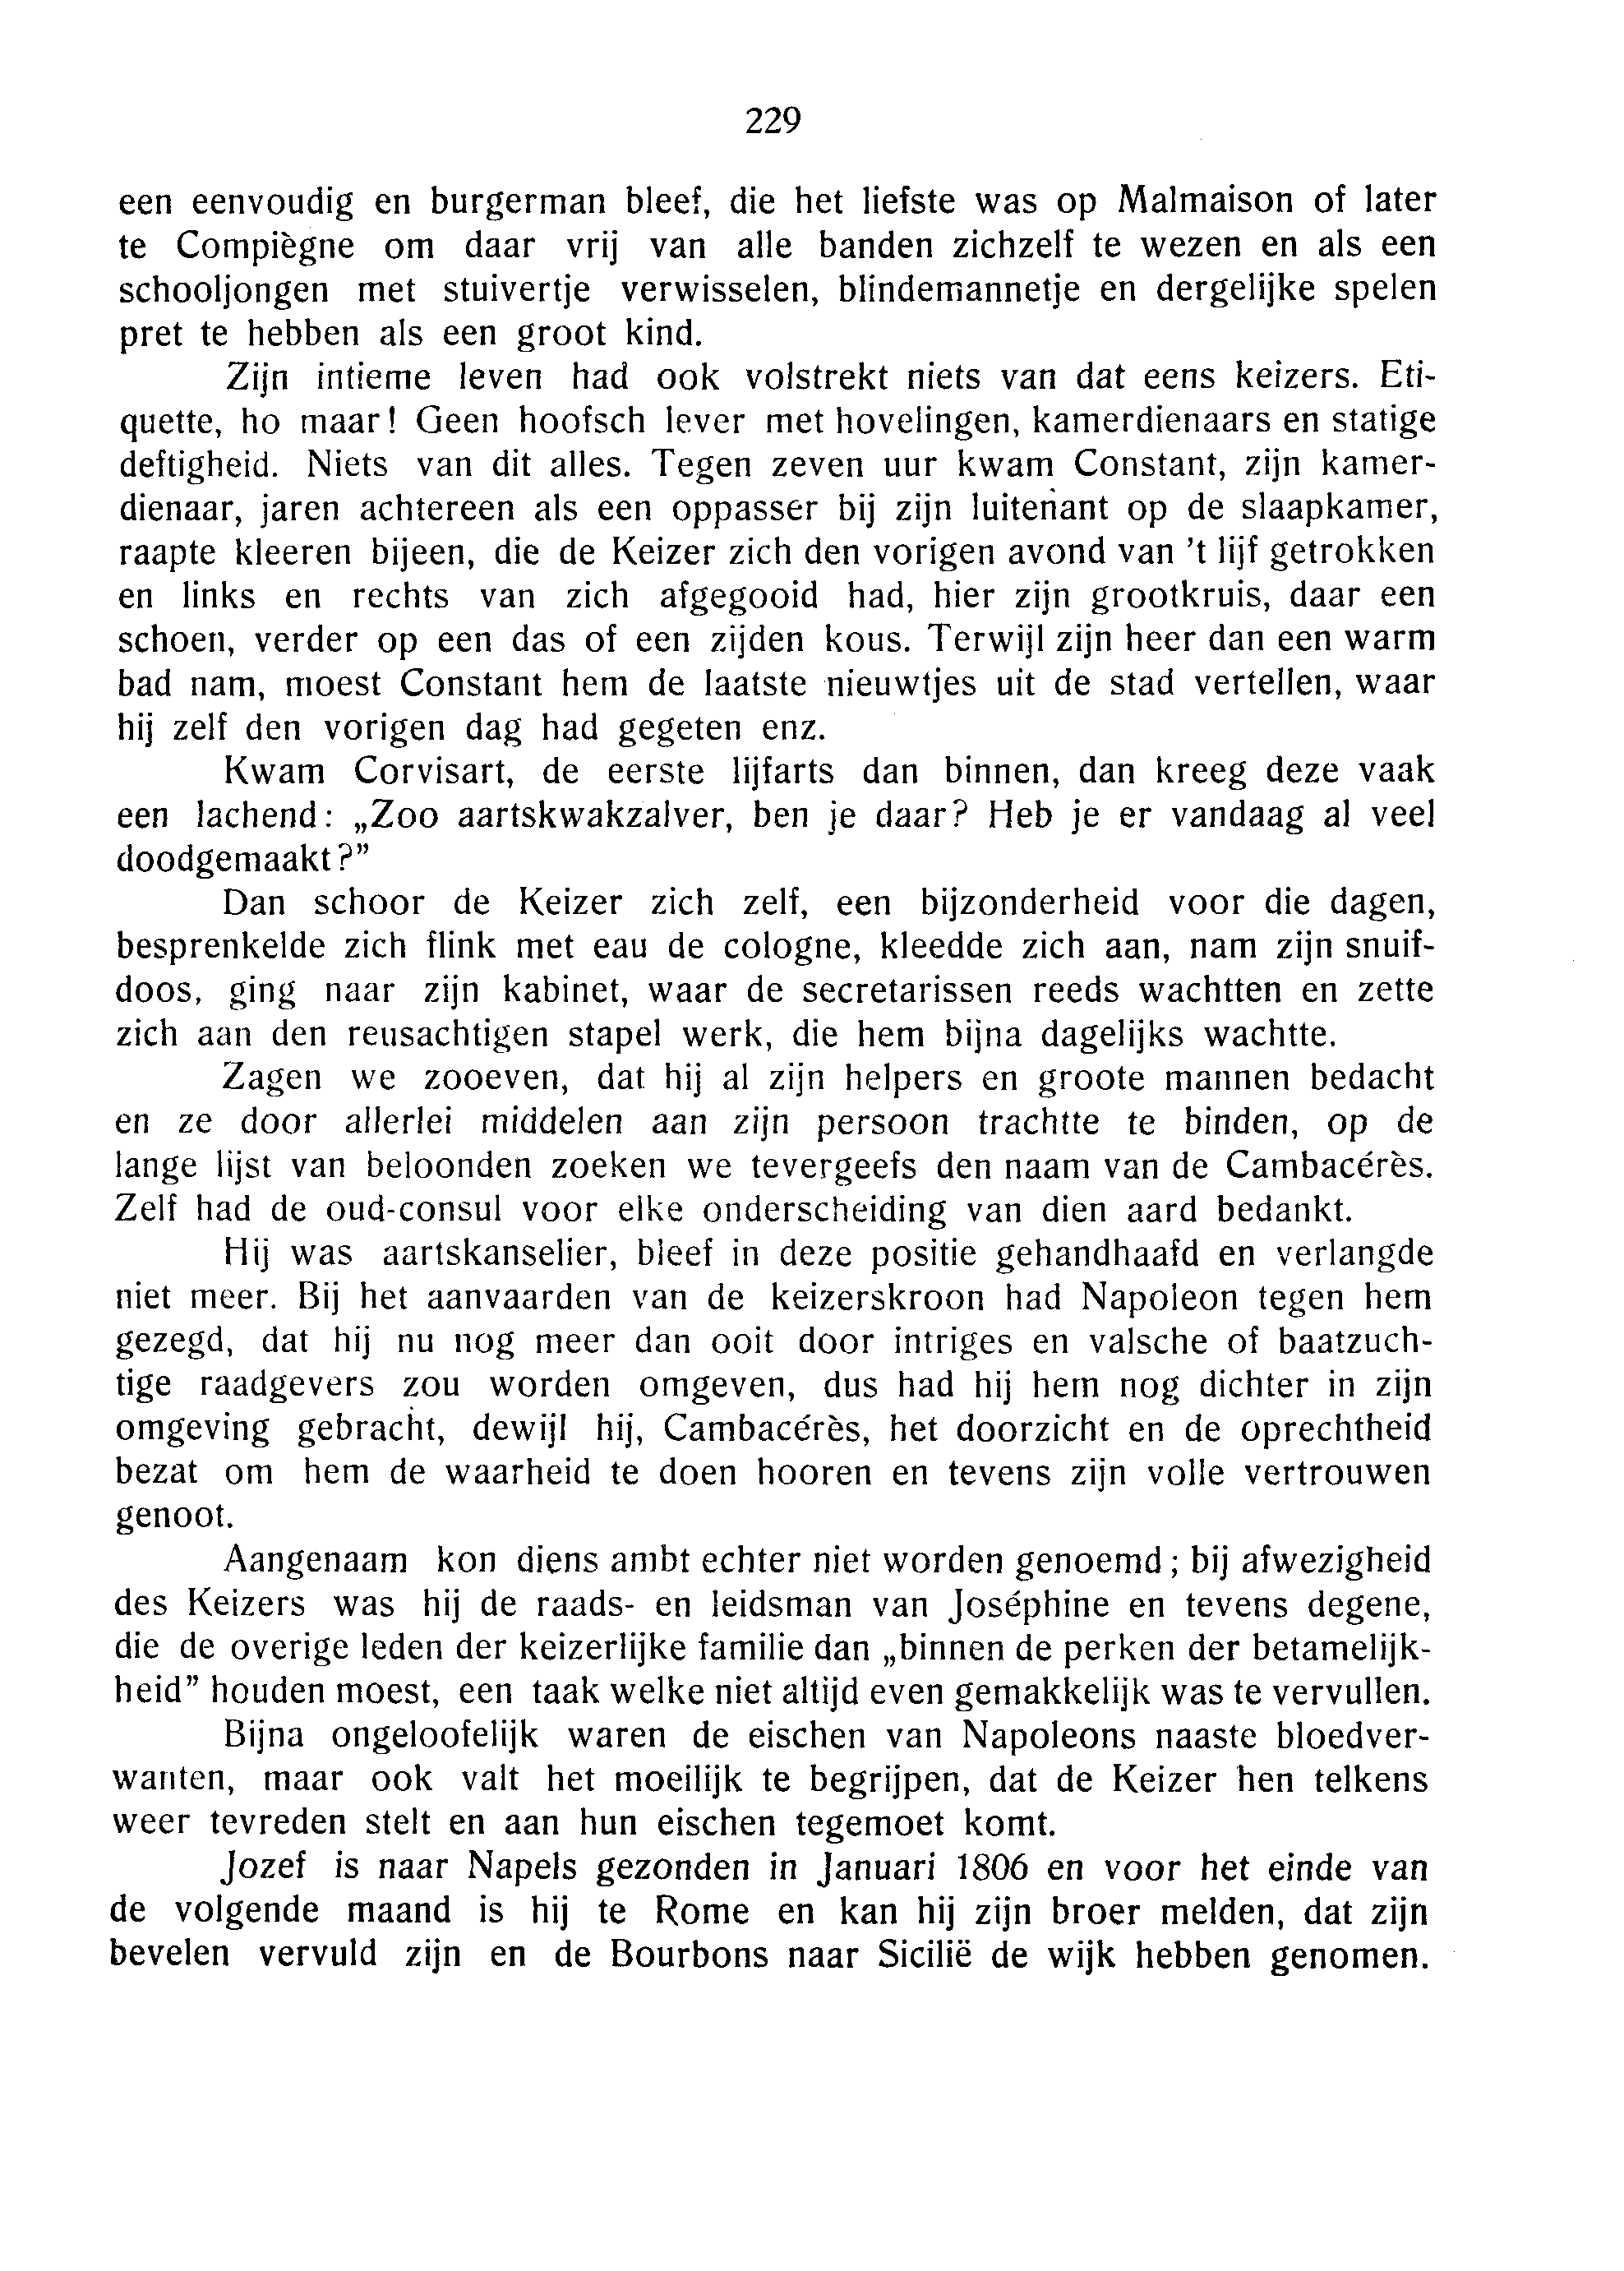 229
een eenvoudig en burgerman bleef, die het liefste was op Malmaison of later
te Compiègne om daar vrij van alle banden zichzelf te wezen en als een
schooljongen met stuivertje verwisselen, blindemannetje en dergelijke spelen
pret te hebben als een groot kind.
Zijn intieme leven had ook volstrekt niets van dat eens keizers. Eti-
quette, ho maar! Geen hoofsch lever met hovelingen, kamerdienaars en statige
deftigheid. Niets van dit alles. Tegen zeven uur kwam Constant, zijn kamer-
dienaar, jaren achtereen als een oppasser bij zijn luitenant op de slaapkamer,
raapte kleeren bijeen, die de Keizer zich den vorigen avond van 't lijf getrokken
en links en rechts van zich afgegooid had, hier zijn grootkruis, daar een
schoen, verder op een das of een zijden kous. Terwijl zijn heer dan een warm
bad nam, moest Constant hem de laatste nieuwtjes uit de stad vertellen, waar
hij zelf den vorigen dag had gegeten enz.
Kwam Corvisart, de eerste lijfarts dan binnen, dan kreeg deze vaak
een lachend: „Zoo aartskwakzalver, ben je daar? Heb je er vandaag al veel
doodgemaakt?”
Dan schoor de Keizer zich zelf, een bijzonderheid voor die dagen,
besprenkelde zich flink met eau de cologne, kleedde zich aan, nam zijn snuif-
doos, ging naar zijn kabinet, waar de secretarissen reeds wachtten en zette
zich aan den reusachtigen stapel werk, die hem bijna dagelijks wachtte.
Zagen we zooeven, dat hij al zijn helpers en groote mannen bedacht
en ze door allerlei middelen aan zijn persoon trachtte te binden, op de
lange lijst van beloonden zoeken we tevergeefs den naam van de Cambacérès.
Zelf had de oud-consul voor elke onderscheiding van dien aard bedankt.
Hij was aartskanselier, bleef in deze positie gehandhaafd en verlangde
niet meer. Bij het aanvaarden van de keizerskroon had Napoleon tegen hem
gezegd, dat hij nu nog meer dan ooit door intriges en valsche of baatzuch-
tige raadgevers zou worden omgeven, dus had hij hem nog dichter in zijn
omgeving gebracht, dewijl hij, Cambacérès, het doorzicht en de oprechtheid
bezat om hem de waarheid te doen hooren en tevens zijn volle vertrouwen
genoot.
Aangenaam kon diens ambt echter niet worden genoemd; bij afwezigheid
des Keizers was hij de raads- en leidsman van Joséphine en tevens degene,
die de overige leden der keizerlijke familie dan „binnen de perken der betamelijk-
heid” houden moest, een taak welke niet altijd even gemakkelijk was te vervullen.
Bijna ongeloofelijk waren de eischen van Napoleons naaste bloedver-
wanten, maar ook valt het moeilijk te begrijpen, dat de Keizer hen telkens
weer tevreden stelt en aan hun eischen tegemoet komt.
Jozef is naar Napels gezonden in Januari 1806 en voor het einde van
de volgende maand is hij te Rome en kan hij zijn broer melden, dat zijn
bevelen vervuld zijn en de Bourbons naar Sicilië de wijk hebben genomen.